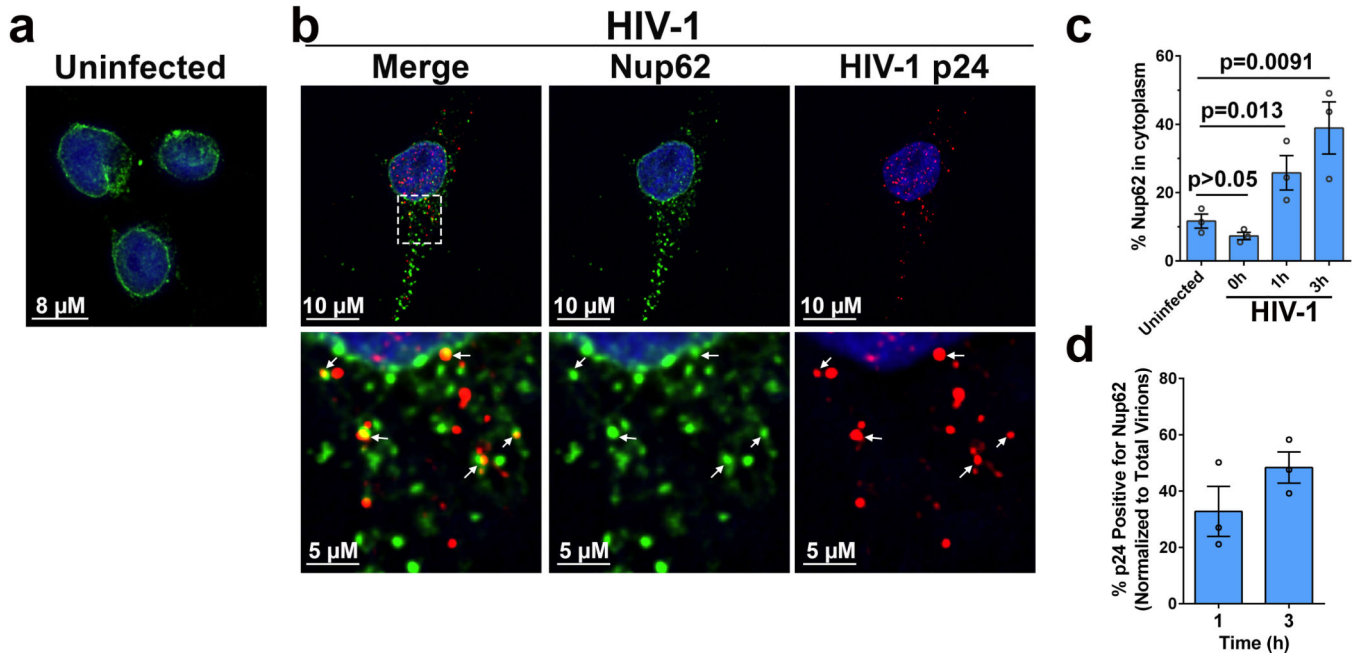 a
Uninfected
8 µM
b
HIV-1
Merge
Nup62
HIV-1 p24
10 µM
10 µM
10 µM
5 µM
5 µM
5 µM
c
% Nup62 in cytoplasm
60
40
20
0
p=0.0091
p=0.013
p>0.05
Uninfected
0h
1h
3h
HIV-1
d
% p24 Positive for Nup62
(Normalized to Total Virions)
80
60
40
20
0
1
3
Time (h)